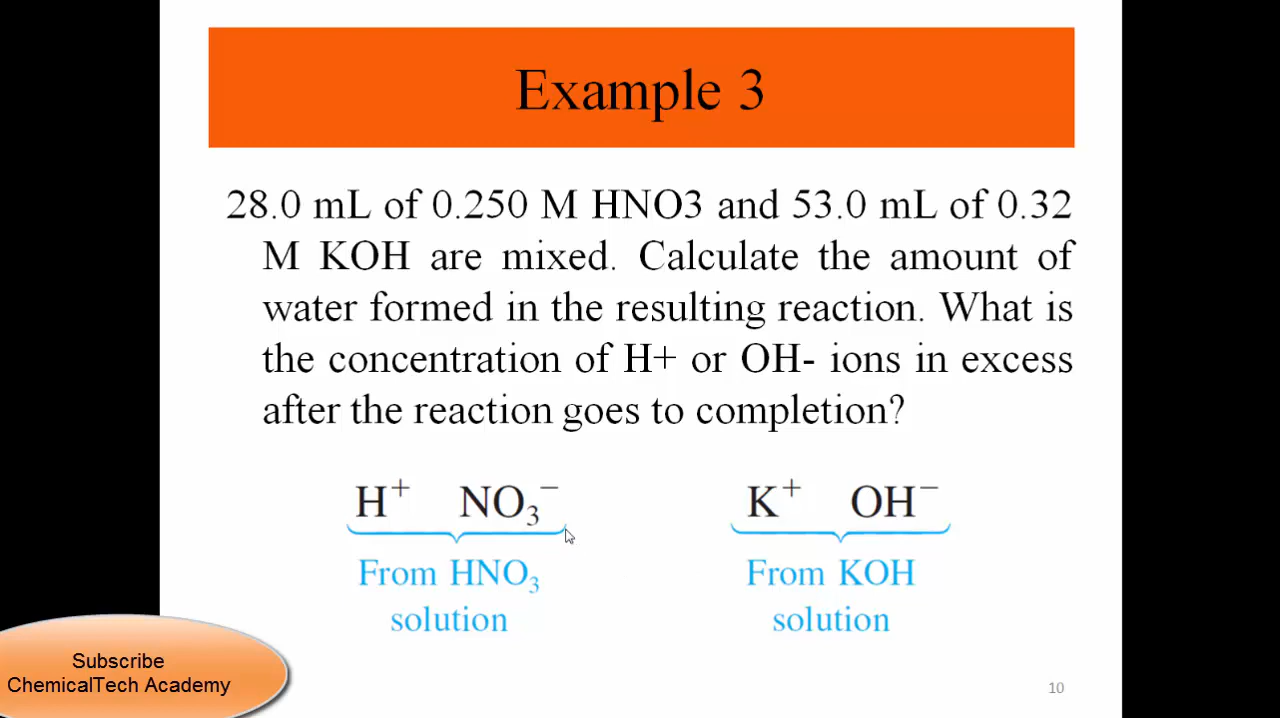 Example 3
28.0 mL of 0.250 M HNO3 and 53.0 mL of 0.32
M KOH are mixed. Calculate the amount of
water formed in the resulting reaction. What is
the concentration of H+ or OH- ions in excess
after the reaction goes to completion?
H⁺ NO₃⁻ K⁺ OH⁻
From HNO₃ From KOH
solution solution
Subscribe
ChemicalTech Academy
10